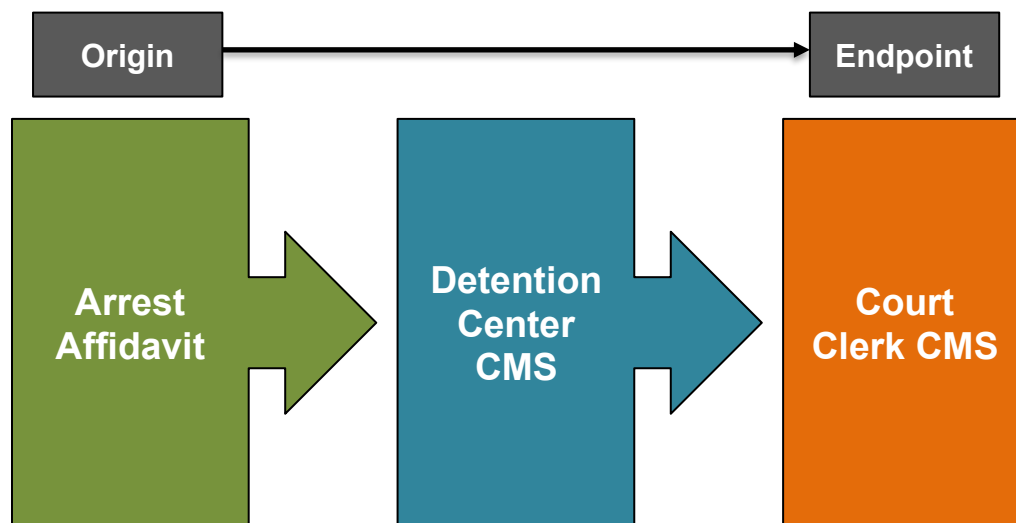 Origin
Endpoint
Arrest
Affidavit
Detention
Center
CMS
Court
Clerk CMS